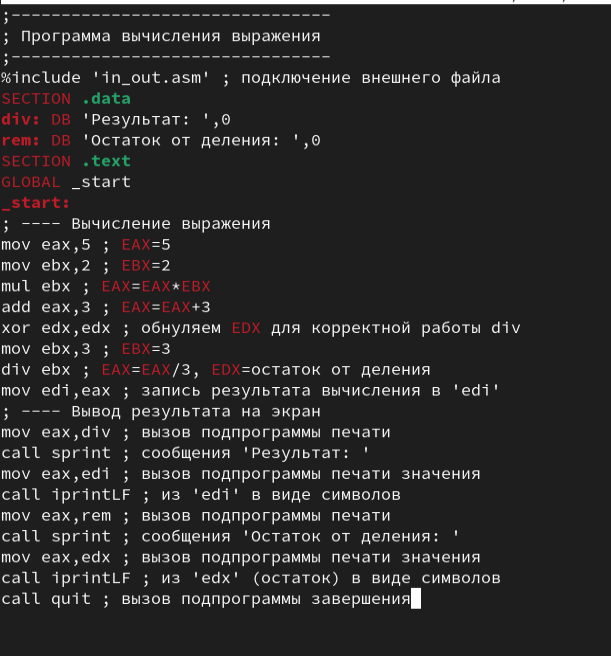 ;--------------------------------
; Программа вычисления выражения
;--------------------------------
%include 'in_out.asm' ; подключение внешнего файла
SECTION .data
div: DB 'Результат: ',0
rem: DB 'Остаток от деления: ',0
SECTION .text
GLOBAL _start
_start:
; ---- Вычисление выражения
mov eax,5 ; EAX=5
mov ebx,2 ; EBX=2
mul ebx ; EAX=EAX*EBX
add eax,3 ; EAX=EAX+3
xor edx,edx ; обнуляем EDX для корректной работы div
mov ebx,3 ; EBX=3
div ebx ; EAX=EAX/3, EDX=остаток от деления
mov edi,eax ; запись результата вычисления в 'edi'
; ---- Вывод результата на экран
mov eax,div ; вызов подпрограммы печати
call sprint ; сообщения 'Результат: '
mov eax,edi ; вызов подпрограммы печати значения
call iprintLF ; из 'edi' в виде символов
mov eax,rem ; вызов подпрограммы печати
call sprint ; сообщения 'Остаток от деления: '
mov eax,edx ; вызов подпрограммы печати значения
call iprintLF ; из 'edx' (остаток) в виде символов
call quit ; вызов подпрограммы завершения